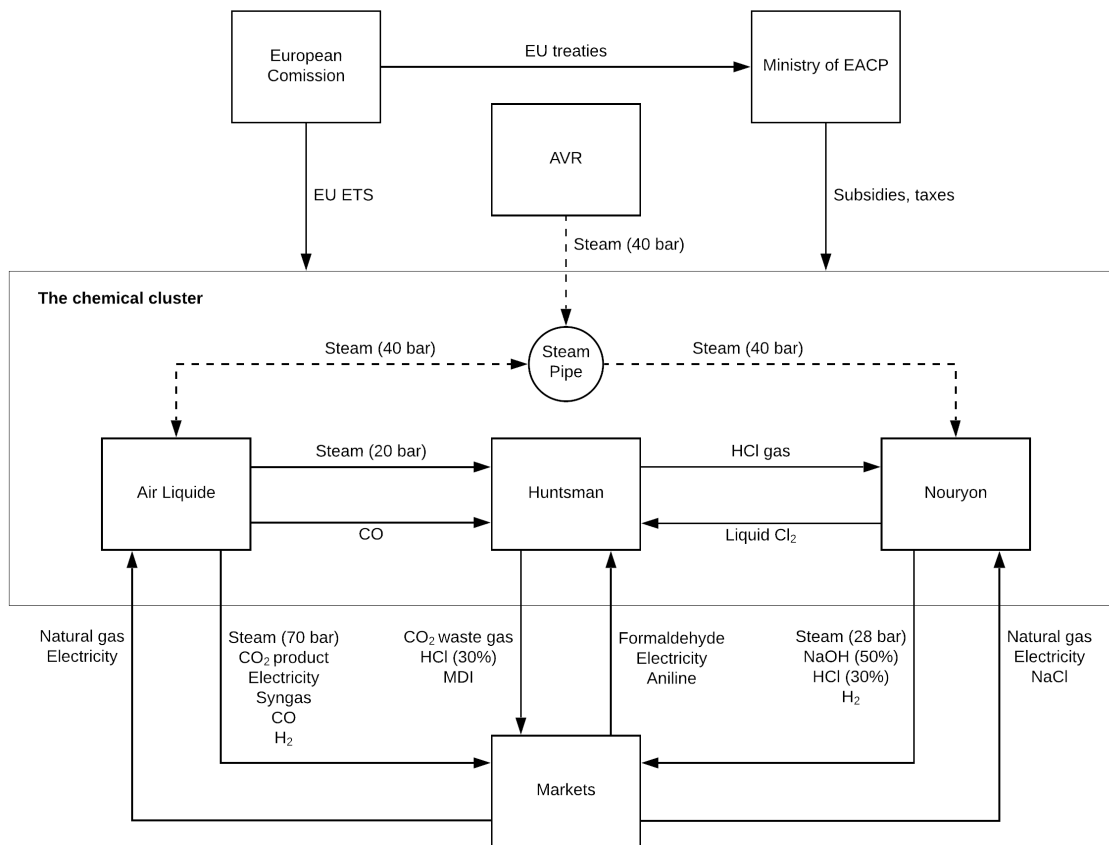 European
Comission
EU treaties
Ministry of EACP
AVR
EU ETS
Subsidies, taxes
Steam (40 bar)
The chemical cluster
Steam (40 bar)
Steam
Pipe
Steam (40 bar)
Air Liquide
Steam (20 bar)
CO
Huntsman
HCl gas
Liquid Cl₂
Nouryon
Natural gas
Electricity
Steam (70 bar)
CO₂ product
Electricity
Syngas
CO
H₂
CO₂ waste gas
HCl (30%)
MDI
Formaldehyde
Electricity
Aniline
Steam (28 bar)
NaOH (50%)
HCl (30%)
H₂
Natural gas
Electricity
NaCl
Markets